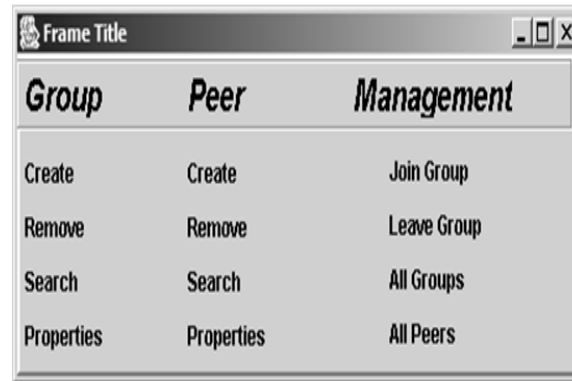 Frame Title
Group Peer Management
Create Create Join Group
Remove Remove Leave Group
Search Search All Groups
Properties Properties All Peers